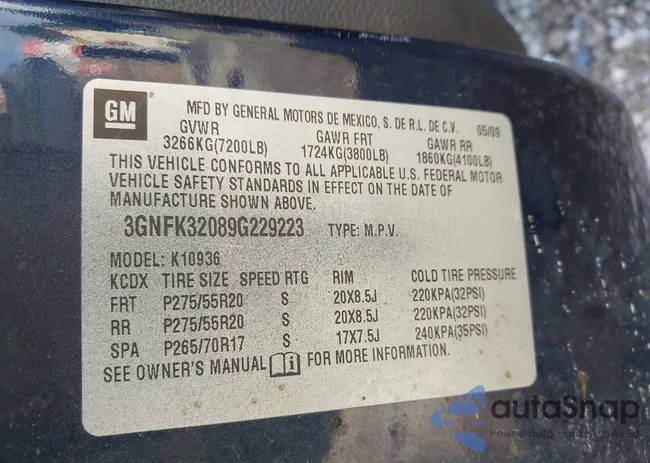 GM ®
MFD BY GENERAL MOTORS DE MEXICO, S. DE R.L. DE C.V. 05/09
GVWR GAWR FRT GAWR RR
3266KG(7200LB) 1724KG(3800LB) 1860KG(4100LB)
THIS VEHICLE CONFORMS TO ALL APPLICABLE U.S. FEDERAL MOTOR
VEHICLE SAFETY STANDARDS IN EFFECT ON THE DATE OF
MANUFACTURE SHOWN ABOVE.
3GNFK32089G229223 TYPE: M.P.V.
MODEL: K10936
KCDX TIRE SIZE SPEED RTG RIM COLD TIRE PRESSURE
FRT P275/55R20 S 20X8.5J 220KPA(32PSI)
RR P275/55R20 S 20X8.5J 220KPA(32PSI)
SPA P265/70R17 S 17X7.5J 240KPA(35PSI)
SEE OWNER'S MANUAL i FOR MORE INFORMATION.
autaSnap
Pewne auto